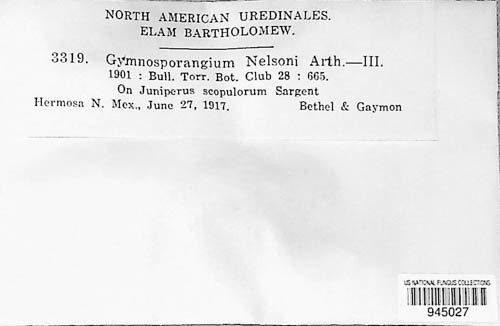 NORTH AMERICAN UREDINALES.
ELAM BARTHOLOMEW.
3319. Gymnosporangium Nelsoni Arth.—III.
1901 : Bull. Torr. Bot. Club 28 : 665.
On Juniperus scopulorum Sargent
Hermosa N. Mex., June 27, 1917. Bethel & Gaymon
US NATIONAL FUNGUS COLLECTIONS
945027